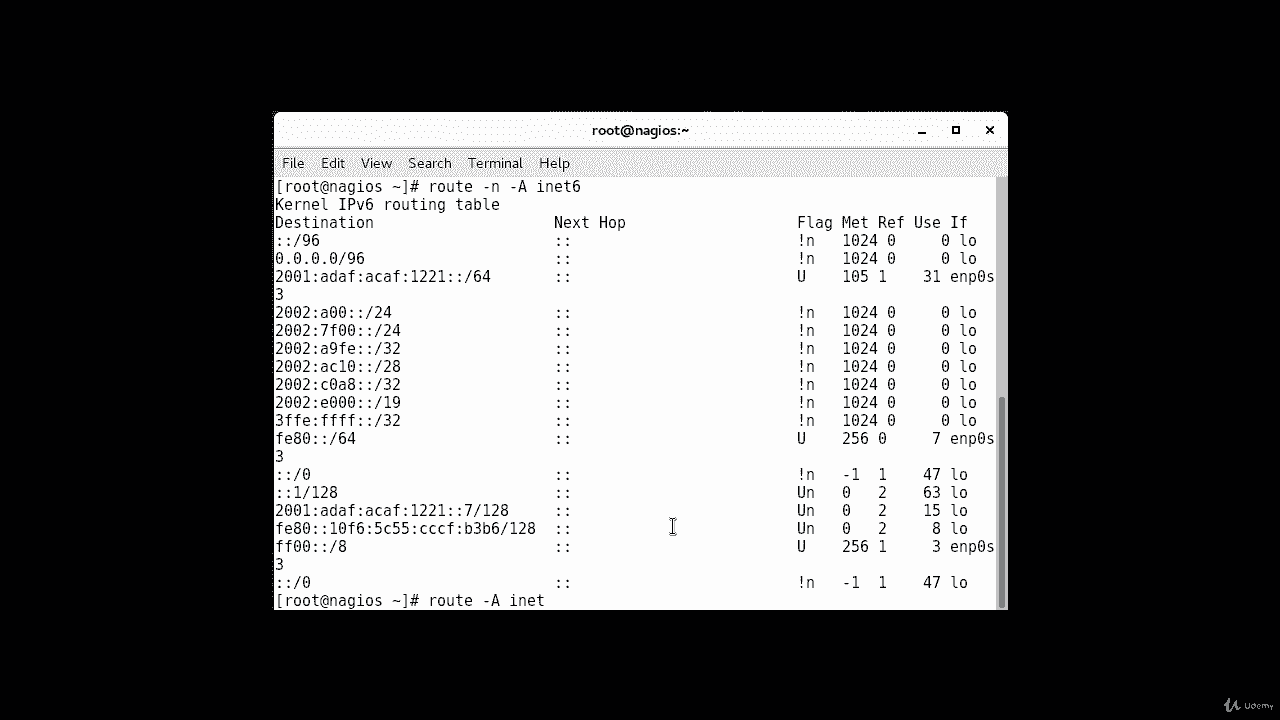 root@nagios:~
File Edit View Search Terminal Help
[root@nagios ~]# route -n -A inet6
Kernel IPv6 routing table
Destination                    Next Hop                   Flag Met Ref Use If
::/96                          ::                         !n   1024 0     0 lo
0.0.0.0/96                     ::                         !n   1024 0     0 lo
2001:adaf:acaf:1221::/64       ::                         U    105 1    31 enp0s
3
2002:a00::/24                  ::                         !n   1024 0     0 lo
2002:7f00::/24                 ::                         !n   1024 0     0 lo
2002:a9fe::/32                 ::                         !n   1024 0     0 lo
2002:ac10::/28                 ::                         !n   1024 0     0 lo
2002:c0a8::/32                 ::                         !n   1024 0     0 lo
2002:e000::/19                 ::                         !n   1024 0     0 lo
3ffe:ffff::/32                 ::                         !n   1024 0     0 lo
fe80::/64                      ::                         U    256 0     7 enp0s
3
::/0                           ::                         !n   -1  1    47 lo
::1/128                        ::                         Un   0   2    63 lo
2001:adaf:acaf:1221::7/128     ::                         Un   0   2    15 lo
fe80::10f6:5c55:cccf:b3b6/128  ::                         Un   0   2     8 lo
ff00::/8                       ::                         U    256 1     3 enp0s
3
::/0                           ::                         !n   -1  1    47 lo
[root@nagios ~]# route -A inet
Udemy